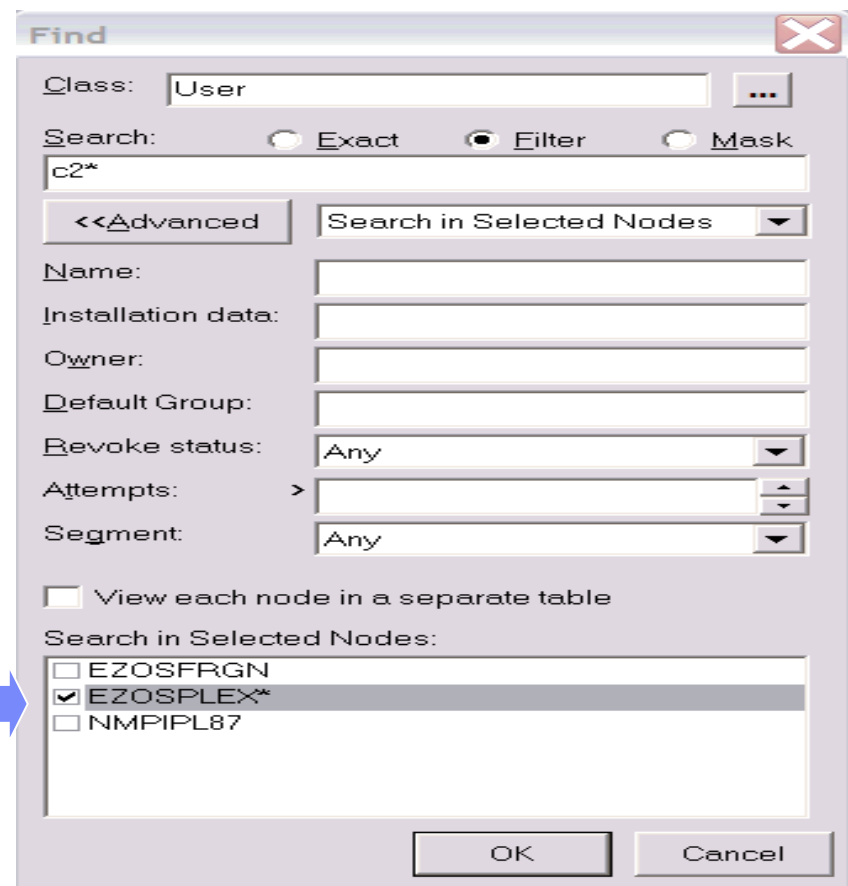 Find
Class: User ...
Search: Exact Filter Mask
c2*
<<Advanced Search in Selected Nodes
Name:
Installation data:
Owner:
Default Group:
Revoke status: Any
Attempts: >
Segment: Any
View each node in a separate table
Search in Selected Nodes:
EZOSFRGN
EZOSPLEX*
NMPIPL87
OK Cancel